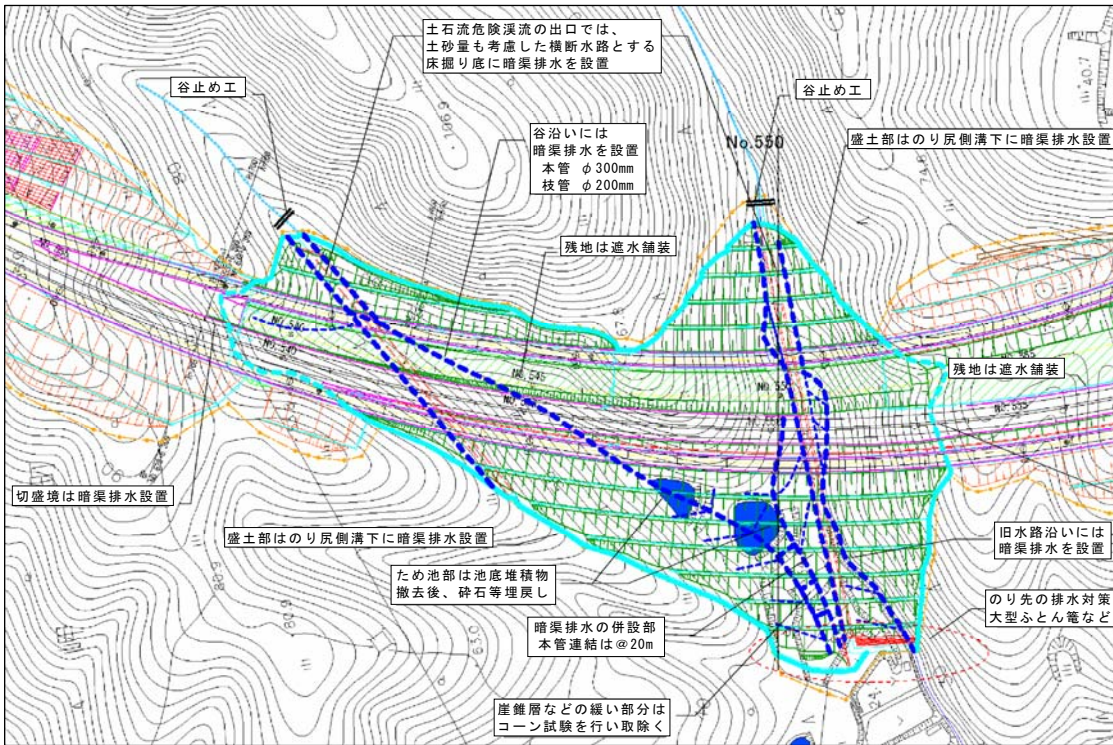 土石流危険渓流の出口では、
土砂量も考慮した横断水路とする
床掘り底に暗渠排水を設置
谷止め工
谷止め工
谷沿いには
暗渠排水を設置
本管 φ300mm
枝管 φ200mm
No.550
盛土部はのり尻側溝下に暗渠排水設置
残地は遮水舗装
残地は遮水舗装
NO.545
切盛境は暗渠排水設置
盛土部はのり尻側溝下に暗渠排水設置
旧水路沿いには
暗渠排水を設置
ため池部は池底堆積物
撤去後、砕石等埋戻し
のり先の排水対策
大型ふとん篭など
暗渠排水の併設部
本管連結は@20m
崖錐層などの緩い部分は
コーン試験を行い取除く